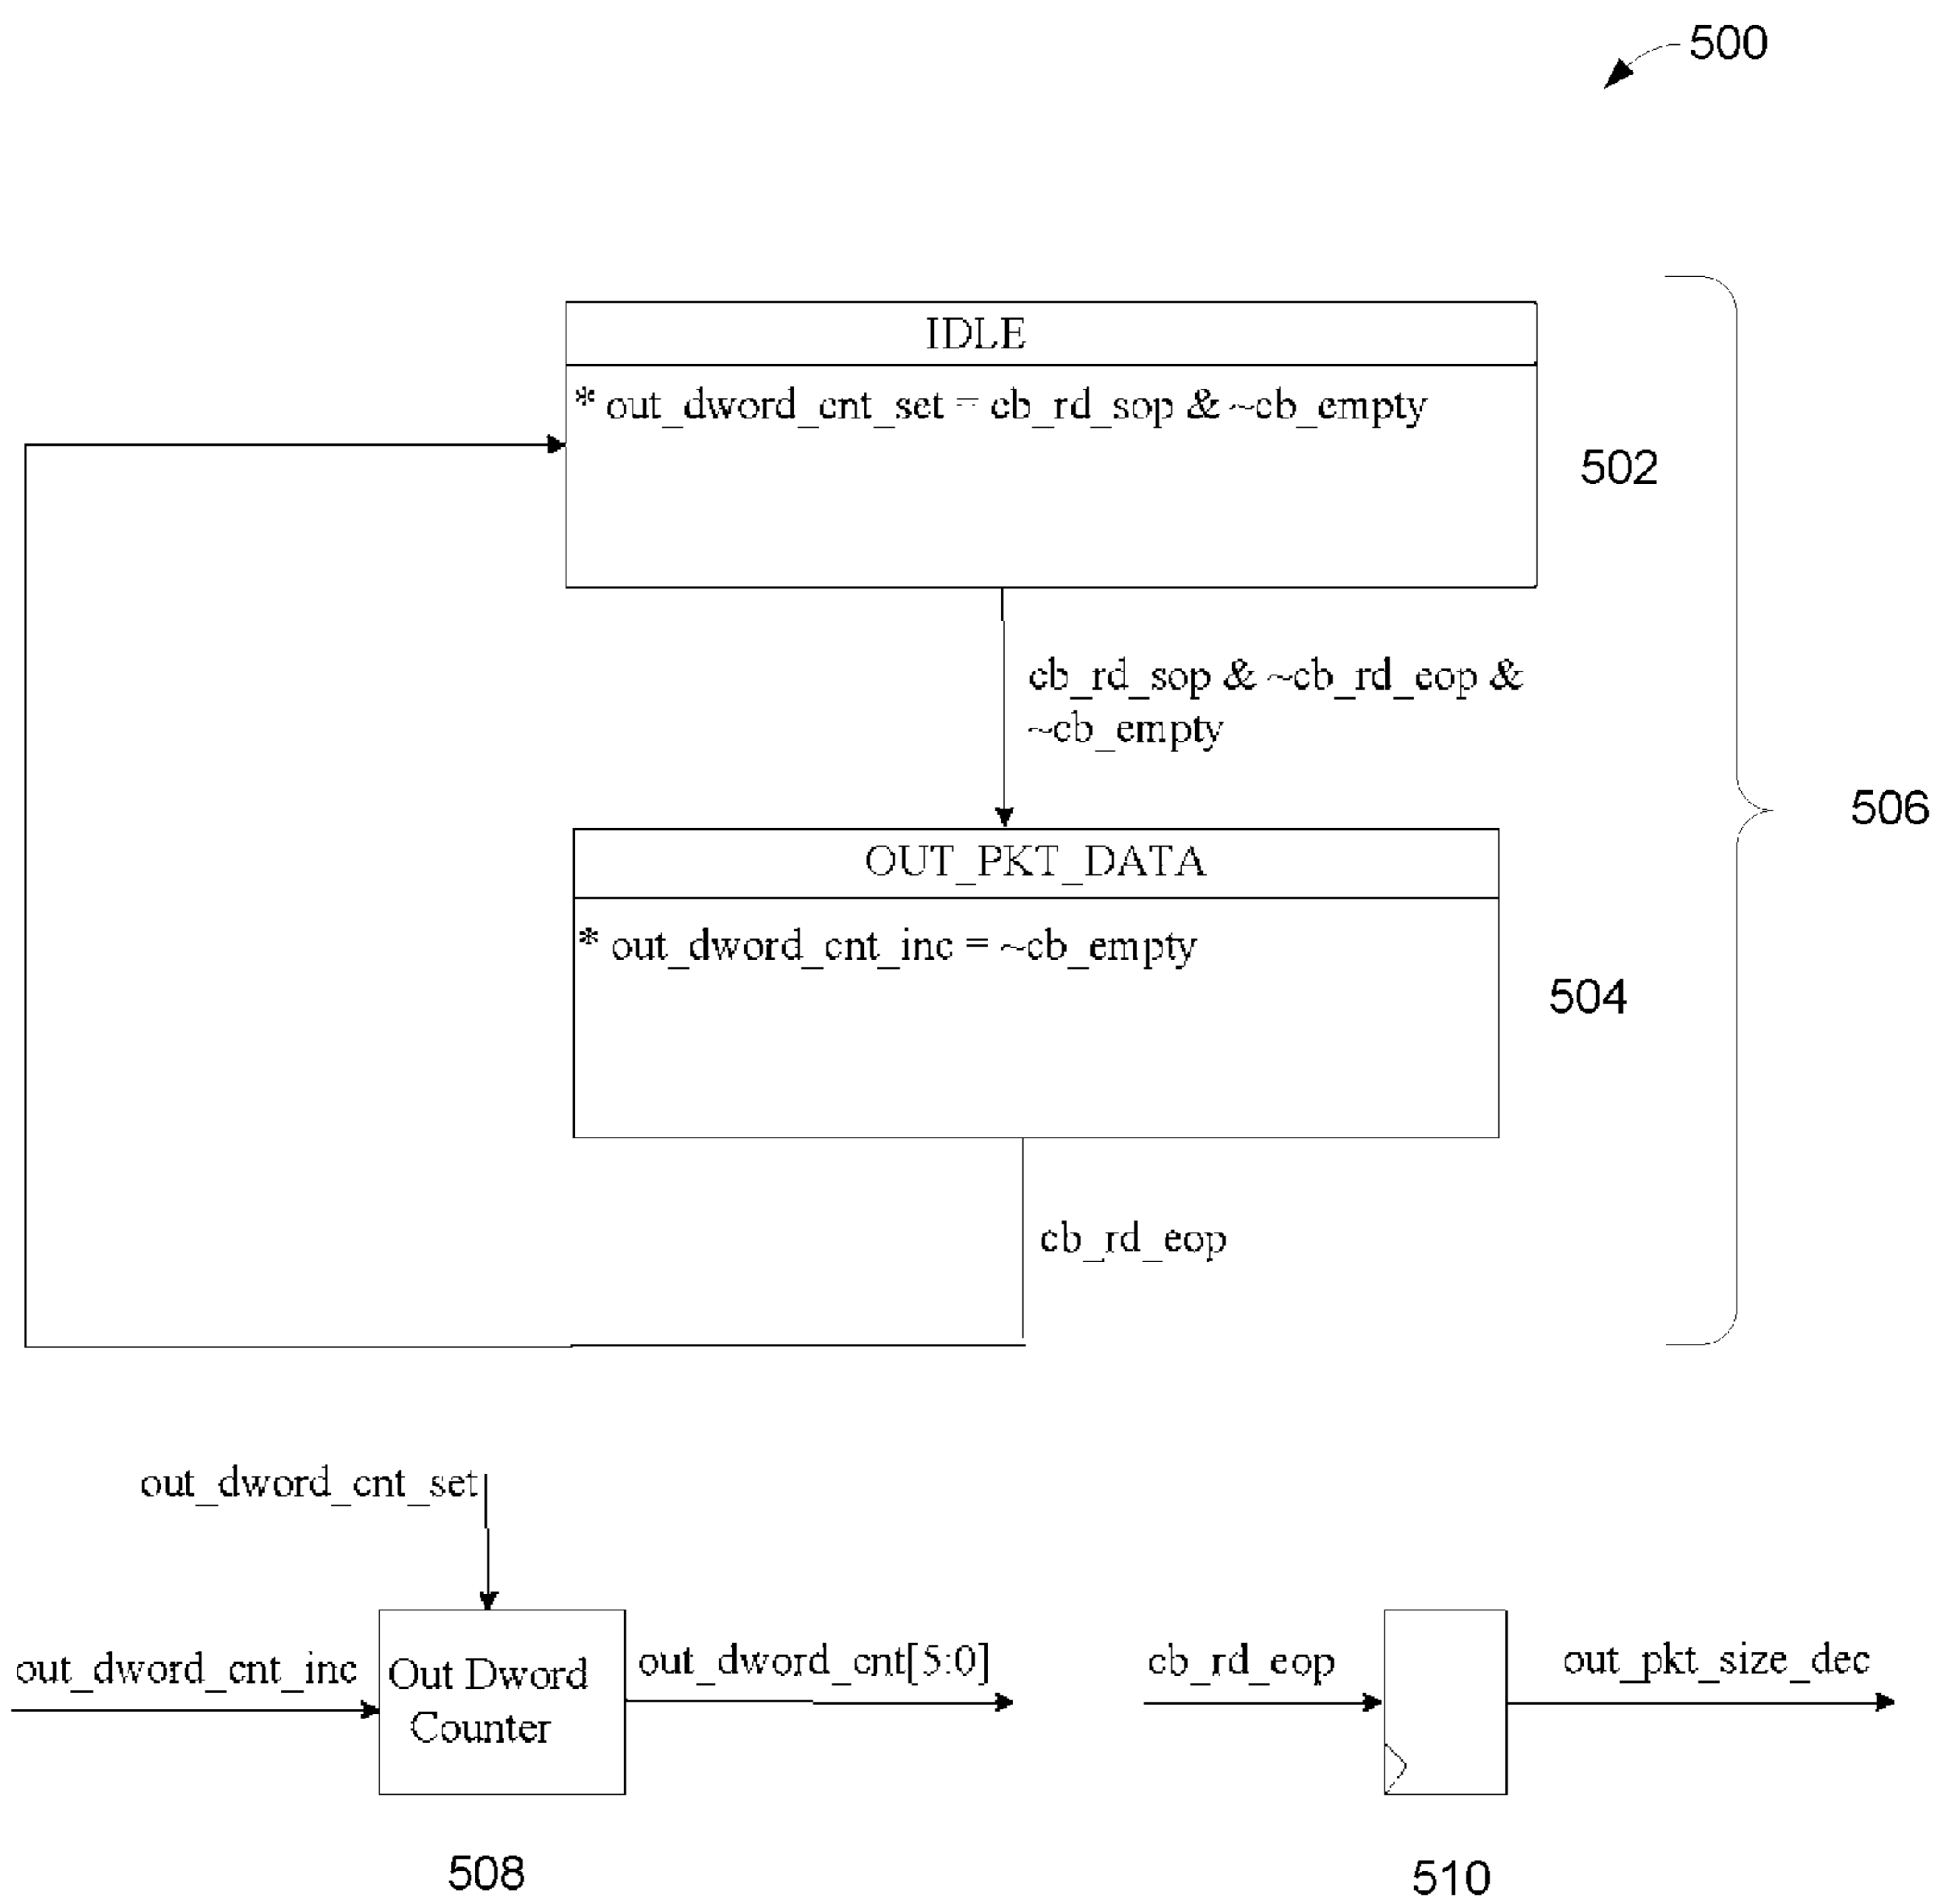 500
IDLE
* out_dword_cnt_set = cb_rd_sop & ~cb_empty
502
cb_rd_sop & ~cb_rd_eop &
~cb_empty
506
OUT_PKT_DATA
* out_dword_cnt_inc = ~cb_empty
504
cb_rd_eop
out_dword_cnt_set
out_dword_cnt_inc
Out Dword
Counter
out_dword_cnt[5:0]
cb_rd_eop
out_pkt_size_dec
508
510